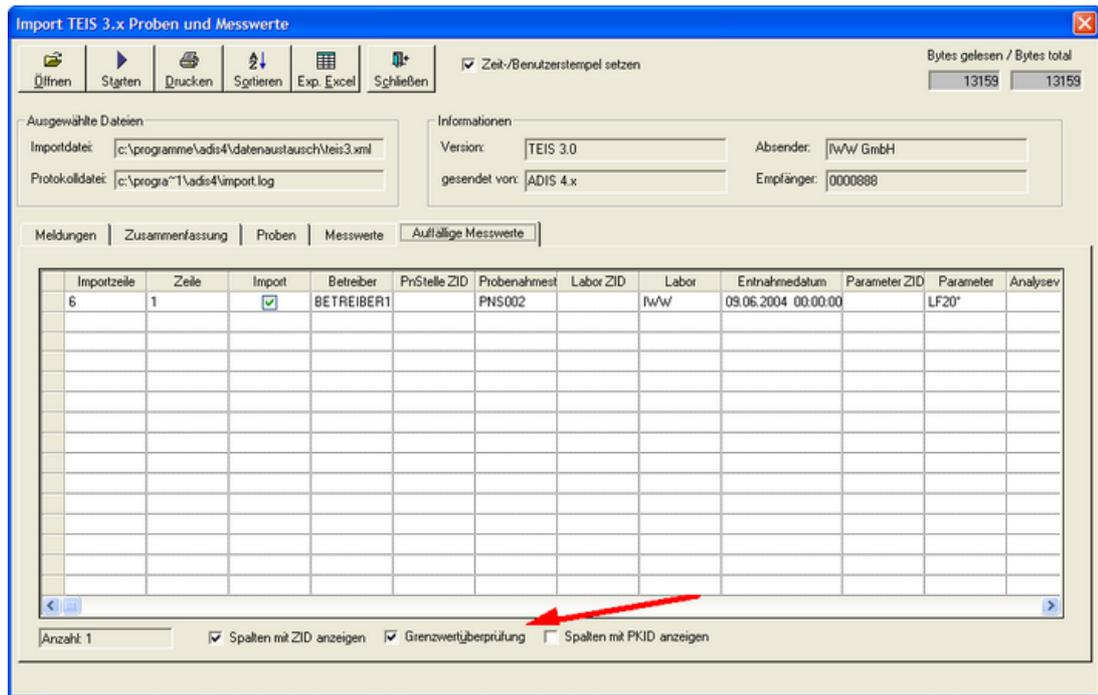 Import TEIS 3.x Proben und Messwerte
Öffnen Starten Drucken Sortieren Exp. Excel Schließen Zeit-/Benutzerstempel setzen Bytes gelesen / Bytes total
13159 13159
Ausgewählte Dateien Informationen
Importdatei: c:\programme\adis4\datenaustausch\teis3.xml Version: TEIS 3.0 Absender: IWW GmbH
Protokolldatei: c:\progra~1\adis4\import.log gesendet von: ADIS 4.x Empfänger: 0000888
Meldungen Zusammenfassung Proben Messwerte Auffällige Messwerte
Importzeile Zeile Import Betreiber PnStelle ZID Probenahmest Labor ZID Labor Entnahmedatum Parameter ZID Parameter Analysev
6 1 BETREIBER1 PNS002 IWW 09.06.2004 00:00:00 LF20°
Anzahl: 1 Spalten mit ZID anzeigen Grenzwertüberprüfung Spalten mit PKID anzeigen